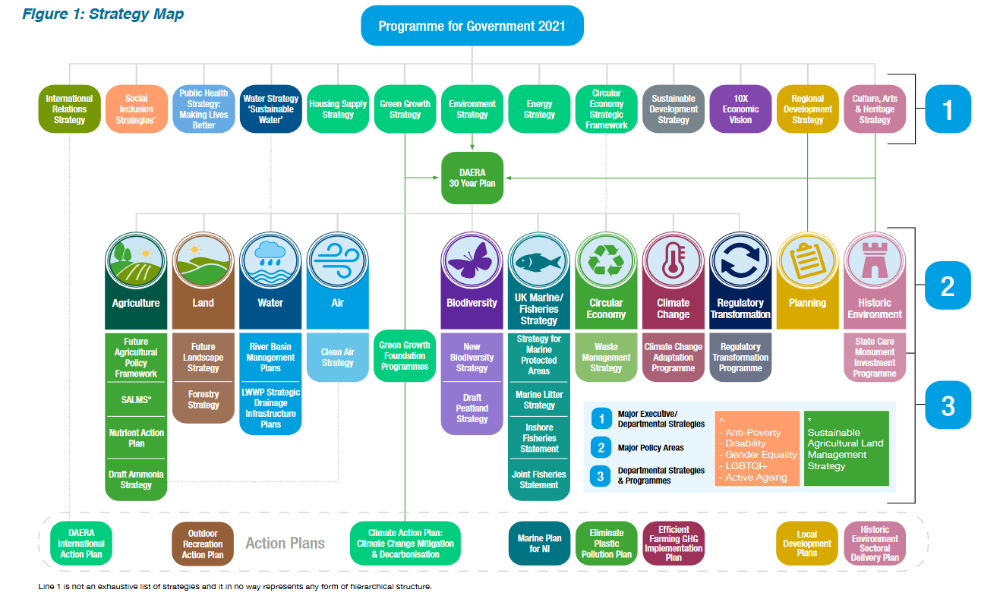 Figure 1: Strategy Map
Programme for Government 2021
International
Relations
Strategy
Social
Inclusion
Strategies^
Public Health
Strategy:
Making Lives
Better
Water Strategy
‘Sustainable
Water’
Housing Supply
Strategy
Green Growth
Strategy
Environment
Strategy
Energy
Strategy
Circular
Economy
Strategic
Framework
Sustainable
Development
Strategy
10X
Economic
Vision
Regional
Development
Strategy
Culture, Arts
& Heritage
Strategy
1
DAERA
30 Year Plan
Agriculture
Land
Water
Air
Biodiversity
UK Marine/
Fisheries
Strategy
Circular
Economy
Climate
Change
Regulatory
Transformation
Planning
Historic
Environment
2
Future
Agricultural
Policy
Framework
SALMS*
Nutrient Action
Plan
Draft Ammonia
Strategy
Future
Landscape
Strategy
Forestry
Strategy
River Basin
Management
Plans
LWWP Strategic
Drainage
Infrastructure
Plans
Clean Air
Strategy
Green Growth
Foundation
Programmes
New
Biodiversity
Strategy
Draft
Peatland
Strategy
Strategy for
Marine
Protected
Areas
Marine Litter
Strategy
Inshore
Fisheries
Statement
Joint Fisheries
Statement
Waste
Management
Strategy
Climate Change
Adaptation
Programme
Regulatory
Transformation
Programme
State Care
Monument
Investment
Programme
3
1
Major Executive/
Departmental Strategies
2
Major Policy Areas
3
Departmental Strategies
& Programmes
^
- Anti-Poverty
- Disability
- Gender Equality
- LGBTQI+
- Active Ageing
*
Sustainable
Agricultural Land
Management
Strategy
DAERA
International
Action Plan
Outdoor
Recreation
Action Plan
Action Plans
Climate Action Plan:
Climate Change Mitigation
& Decarbonisation
Marine Plan
for NI
Eliminate
Plastic
Pollution Plan
Efficient
Farming GHG
Implementation
Plan
Local
Development
Plans
Historic
Environment
Sectoral
Delivery Plan
Line 1 is not an exhaustive list of strategies and it in no way represents any form of hierarchical structure.